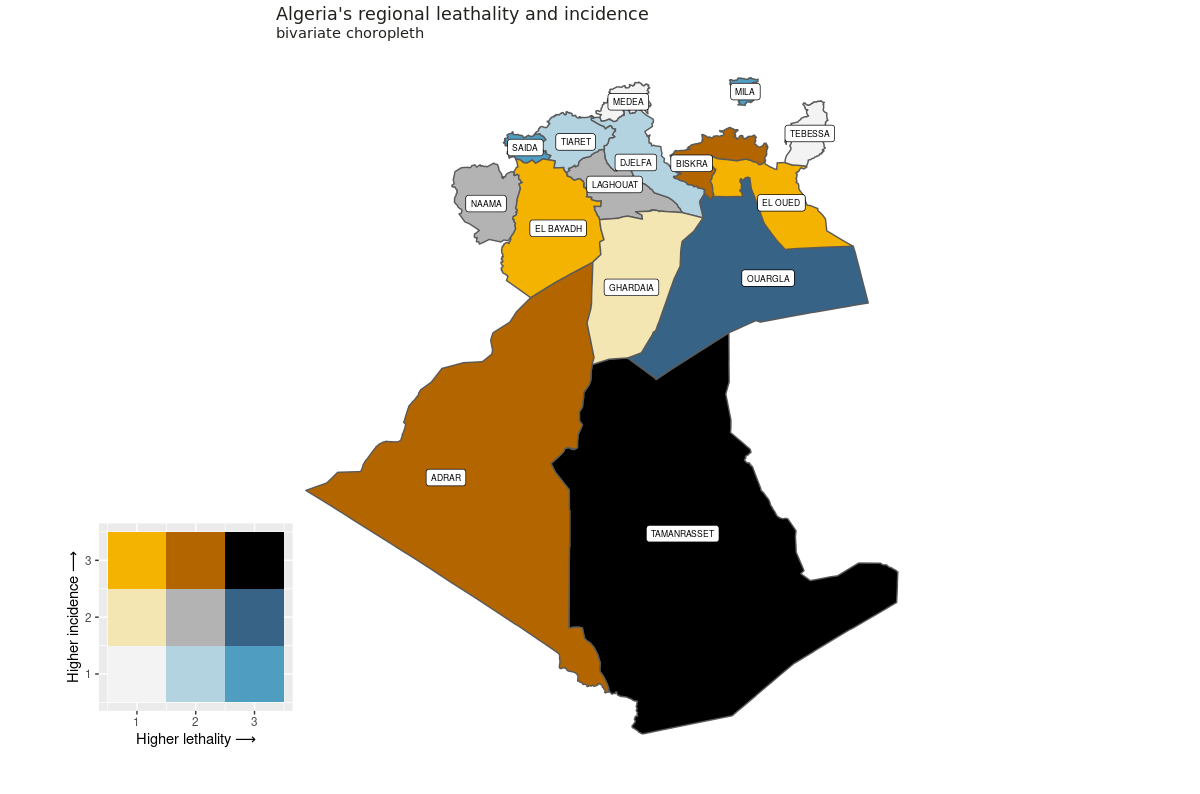 Algeria's regional leathality and incidence
bivariate choropleth
MEDEA
MILA
TEBESSA
SAIDA
TIARET
DJELFA
BISKRA
LAGHOUAT
NAAMA
EL OUED
EL BAYADH
OUARGLA
GHARDAIA
ADRAR
TAMANRASSET
Higher incidence ⟶
3
2
1
1 2 3
Higher lethality ⟶